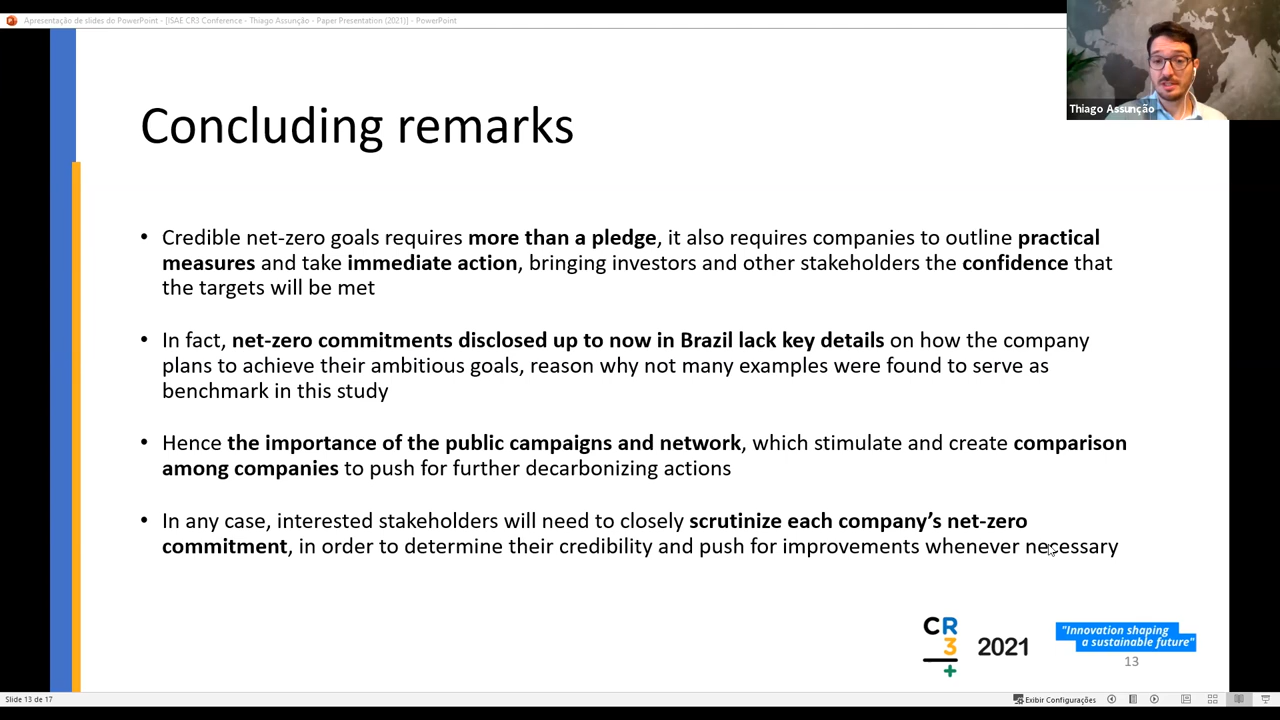 Apresentação de slides do PowerPoint - [ISAE CR3 Conference - Thiago Assunção - Paper Presentation (2021)] - PowerPoint
Thiago Assunção
Concluding remarks
• Credible net-zero goals requires more than a pledge, it also requires companies to outline practical
measures and take immediate action, bringing investors and other stakeholders the confidence that
the targets will be met
• In fact, net-zero commitments disclosed up to now in Brazil lack key details on how the company
plans to achieve their ambitious goals, reason why not many examples were found to serve as
benchmark in this study
• Hence the importance of the public campaigns and network, which stimulate and create comparison
among companies to push for further decarbonizing actions
• In any case, interested stakeholders will need to closely scrutinize each company’s net-zero
commitment, in order to determine their credibility and push for improvements whenever necessary
CR
3
+
2021
"Innovation shaping
a sustainable future"
13
Slide 13 de 17
Exibir Configurações